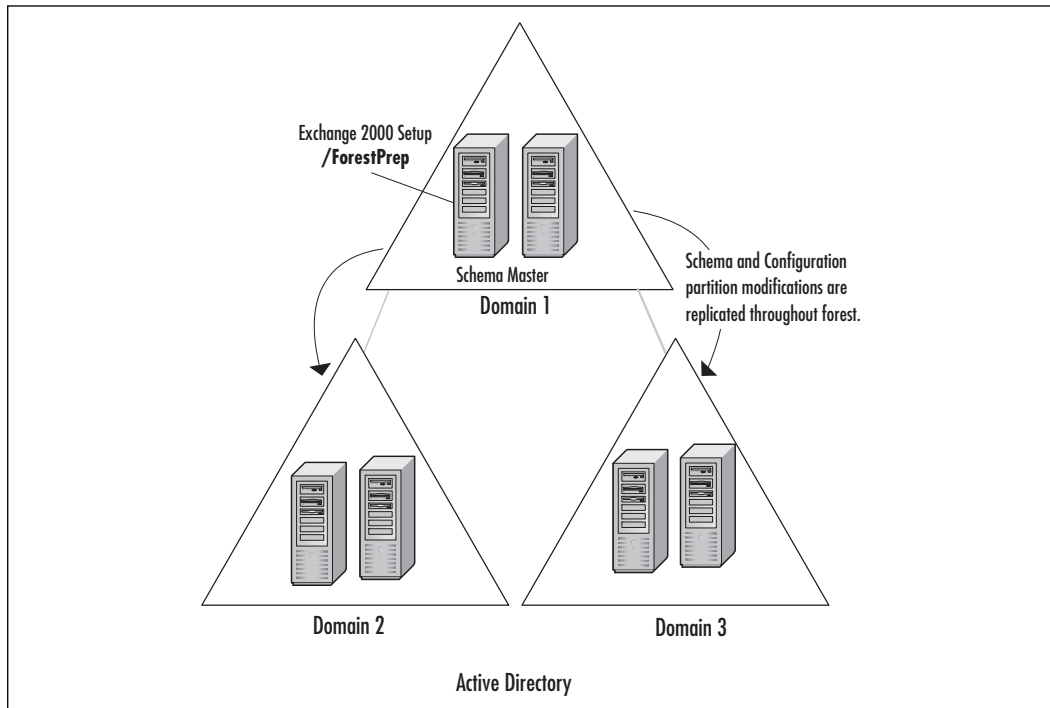 Exchange 2000 Setup
/ForestPrep
Schema Master
Domain 1
Schema and Configuration
partition modifications are
replicated throughout forest.
Domain 2
Domain 3
Active Directory